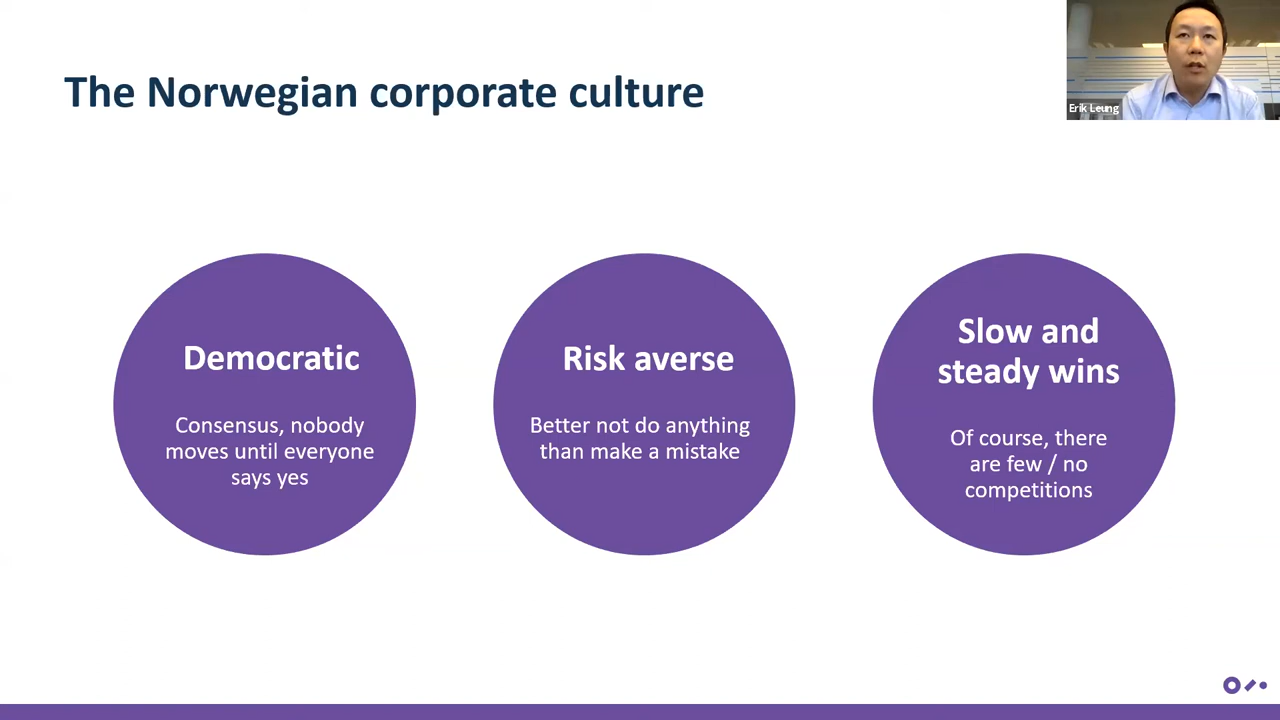 The Norwegian corporate culture
Erik Leung
Democratic
Consensus, nobody
moves until everyone
says yes
Risk averse
Better not do anything
than make a mistake
Slow and
steady wins
Of course, there
are few / no
competitions